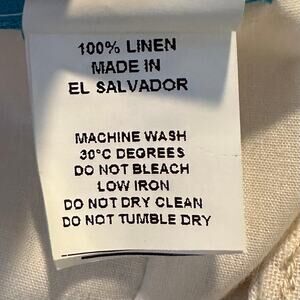 100% LINEN
MADE IN
EL SALVADOR
MACHINE WASH
30°C DEGREES
DO NOT BLEACH
LOW IRON
DO NOT DRY CLEAN
DO NOT TUMBLE DRY